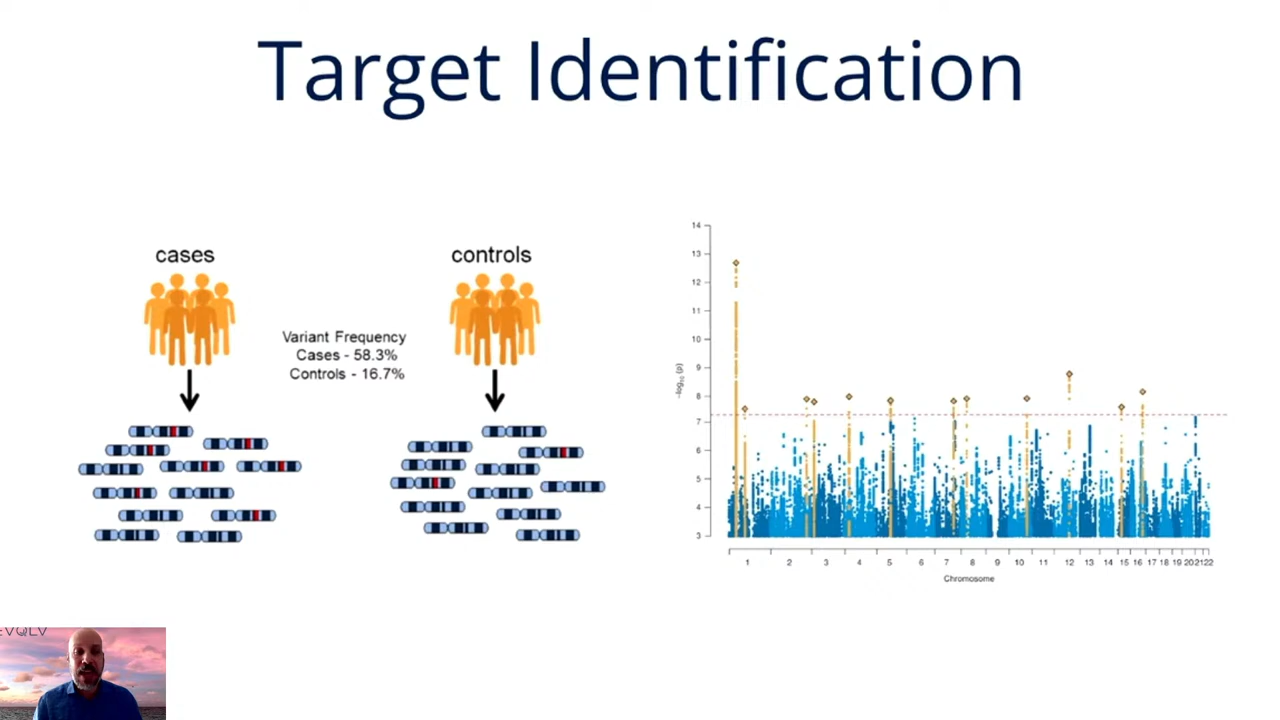 Target Identification
cases
controls
Variant Frequency
Cases - 58.3%
Controls - 16.7%
14
13
12
11
10
9
8
7
6
5
4
3
-log10 (p)
1 2 3 4 5 6 7 8 9 10 11 12 13 14 15 16 17 18 19 20 21 22
Chromosome
EVOLV